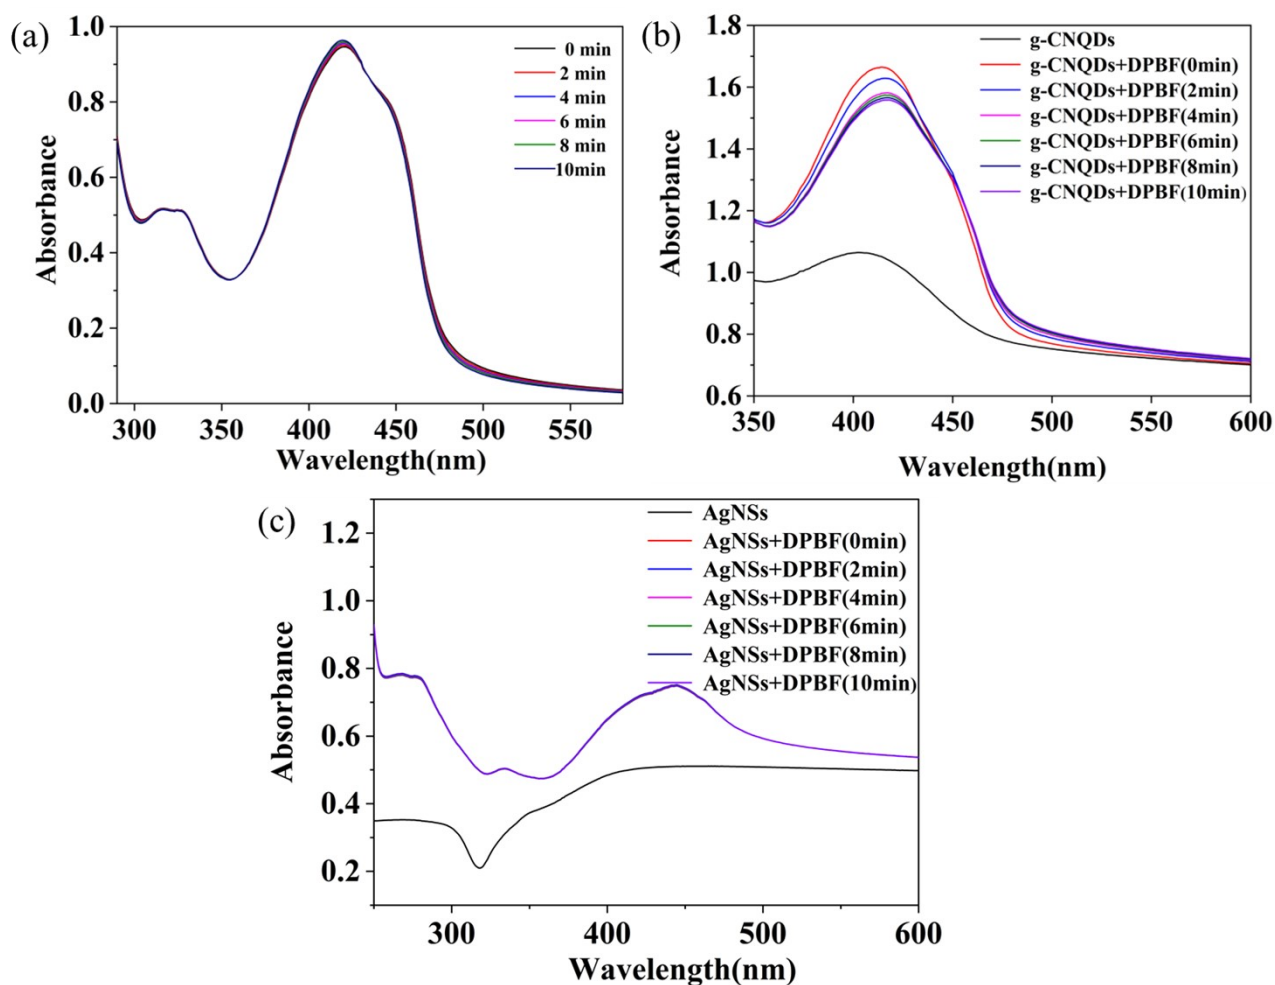 (a)
1.0
0.8
0.6
0.4
0.2
0.0
Absorbance
0 min
2 min
4 min
6 min
8 min
10min
300 350 400 450 500 550
Wavelength(nm)
(b)
1.8
1.6
1.4
1.2
1.0
0.8
0.6
Absorbance
g-CNQDs
g-CNQDs+DPBF(0min)
g-CNQDs+DPBF(2min)
g-CNQDs+DPBF(4min)
g-CNQDs+DPBF(6min)
g-CNQDs+DPBF(8min)
g-CNQDs+DPBF(10min)
350 400 450 500 550 600
Wavelength(nm)
(c)
1.2
1.0
0.8
0.6
0.4
0.2
Absorbance
AgNSs
AgNSs+DPBF(0min)
AgNSs+DPBF(2min)
AgNSs+DPBF(4min)
AgNSs+DPBF(6min)
AgNSs+DPBF(8min)
AgNSs+DPBF(10min)
300 400 500 600
Wavelength(nm)